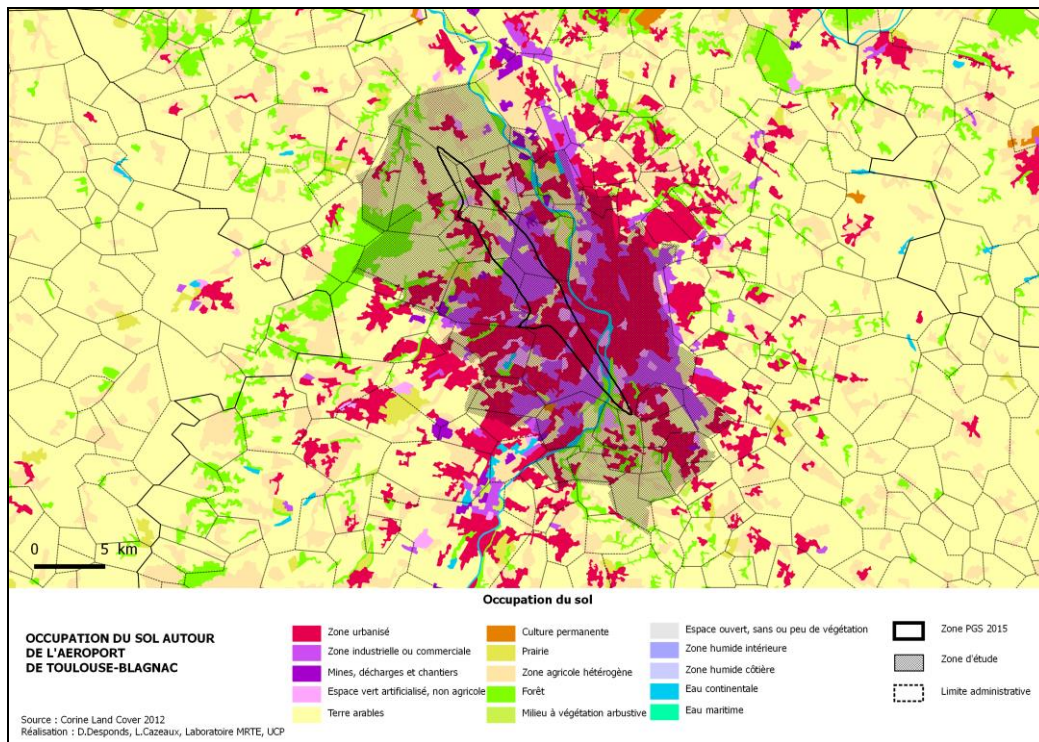 0 5 km
Occupation du sol
OCCUPATION DU SOL AUTOUR
DE L'AEROPORT
DE TOULOUSE-BLAGNAC
Source : Corine Land Cover 2012
Réalisation : D.Desponds, L.Cazeaux, Laboratoire MRTE, UCP
Zone urbanisé
Zone industrielle ou commerciale
Mines, décharges et chantiers
Espace vert artificialisé, non agricole
Terre arables
Culture permanente
Prairie
Zone agricole hétérogène
Forêt
Milieu à végétation arbustive
Espace ouvert, sans ou peu de végétation
Zone humide intérieure
Zone humide côtière
Eau continentale
Eau maritime
Zone PGS 2015
Zone d'étude
Limite administrative